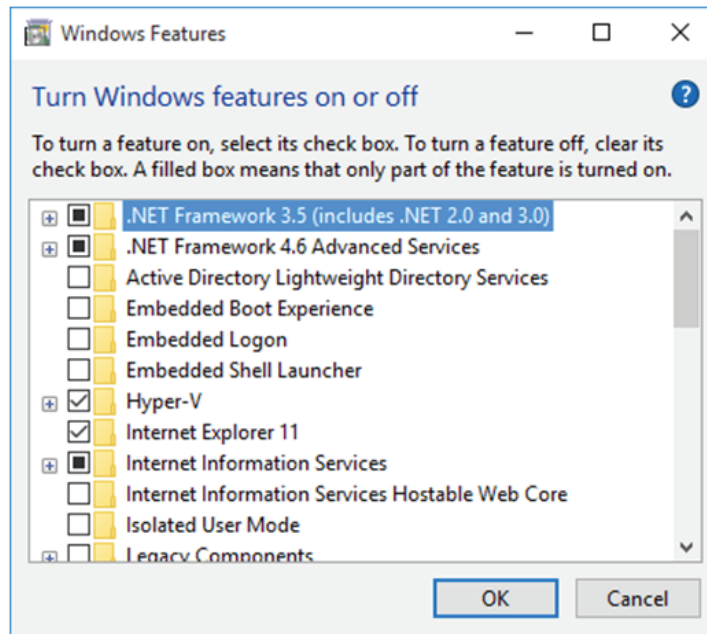 Windows Features
Turn Windows features on or off
?
To turn a feature on, select its check box. To turn a feature off, clear its
check box. A filled box means that only part of the feature is turned on.
.NET Framework 3.5 (includes .NET 2.0 and 3.0)
.NET Framework 4.6 Advanced Services
Active Directory Lightweight Directory Services
Embedded Boot Experience
Embedded Logon
Embedded Shell Launcher
Hyper-V
Internet Explorer 11
Internet Information Services
Internet Information Services Hostable Web Core
Isolated User Mode
Legacy Components
OK Cancel